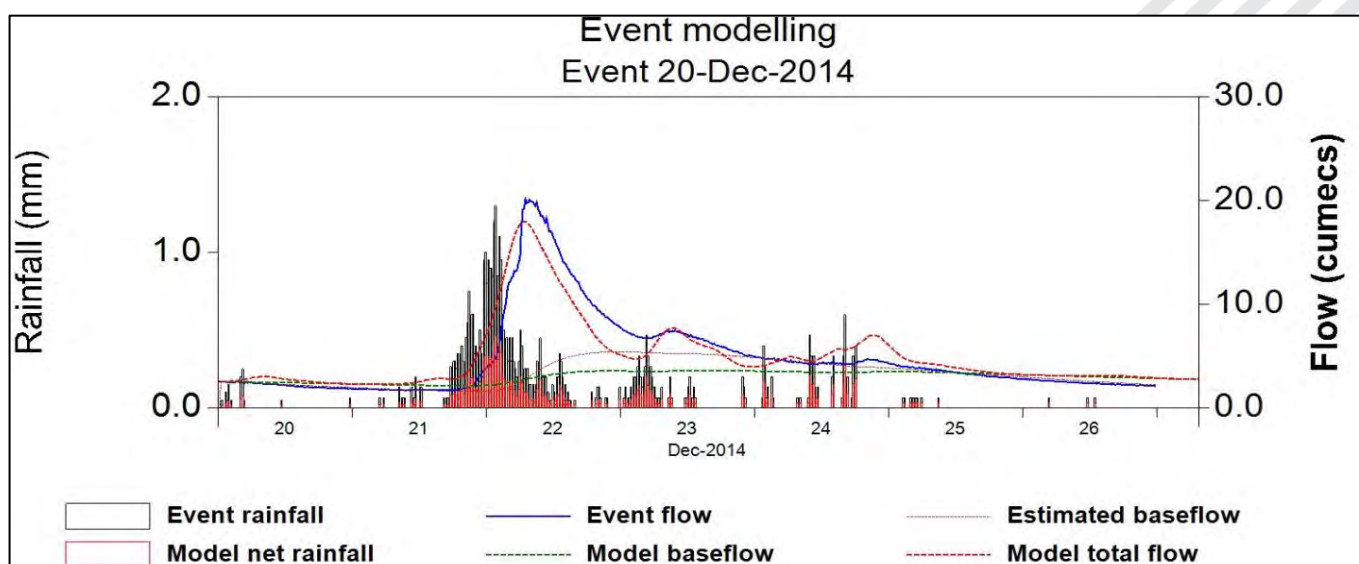 Event modelling
Event 20-Dec-2014
2.0
30.0
Rainfall (mm)
1.0
20.0
10.0
Flow (cumecs)
0.0
0.0
20
21
22
23
24
25
26
Dec-2014
Event rainfall
Event flow
Estimated baseflow
Model net rainfall
Model baseflow
Model total flow